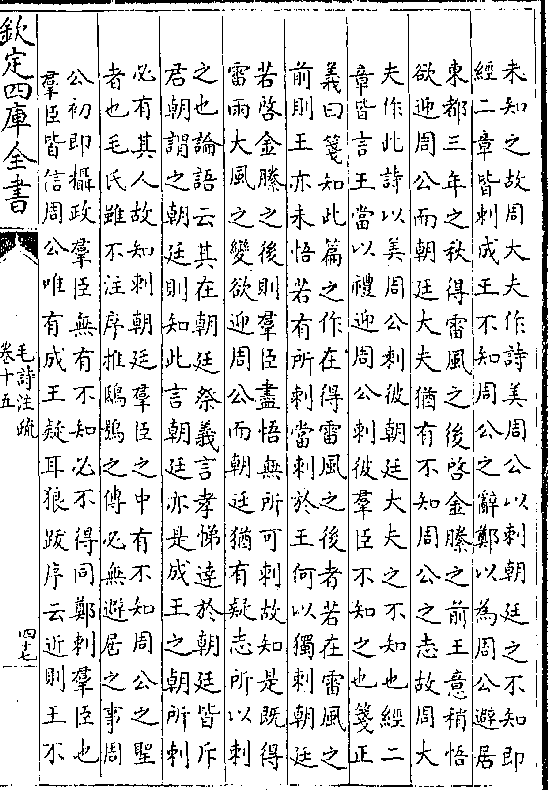 未知之故周大夫作詩美周公以刺朝廷之不知即
經二章皆刺成王不知周公之辭鄭以為周公避居
東都三年之秋得雷風之後啓金縢之前王意稍悟
欲迎周公而朝廷大夫猶有不知周公之志故周大
夫作此詩以美周公刺彼朝廷大夫之不知也經二
章皆言王當以禮迎周公刺彼羣臣不知之也箋正
義曰箋知此篇之作在得雷風之後者若在雷風之
前則王亦未悟若有所刺當刺於王何以獨刺朝廷
若啓金縢之後則羣臣盡悟無所可刺故知是既得
雷雨大風之變欲迎周公而朝廷猶有疑志所以刺
之也論語云其在朝廷祭義言孝悌達於朝廷皆斥
君朝謂之朝廷則知此言朝廷亦是成王之朝所刺
必有其人故知刺朝廷羣臣之中有不知周公之聖
者也毛氏雖不注序推鴟鴞之傳必無避居之事周
公初即攝政羣臣無有不知必不得同鄭刺羣臣也
羣臣皆信周公唯有成王疑耳狼跋序云近則王不
欽定四庫全書
毛詩注疏
卷十五
四十七